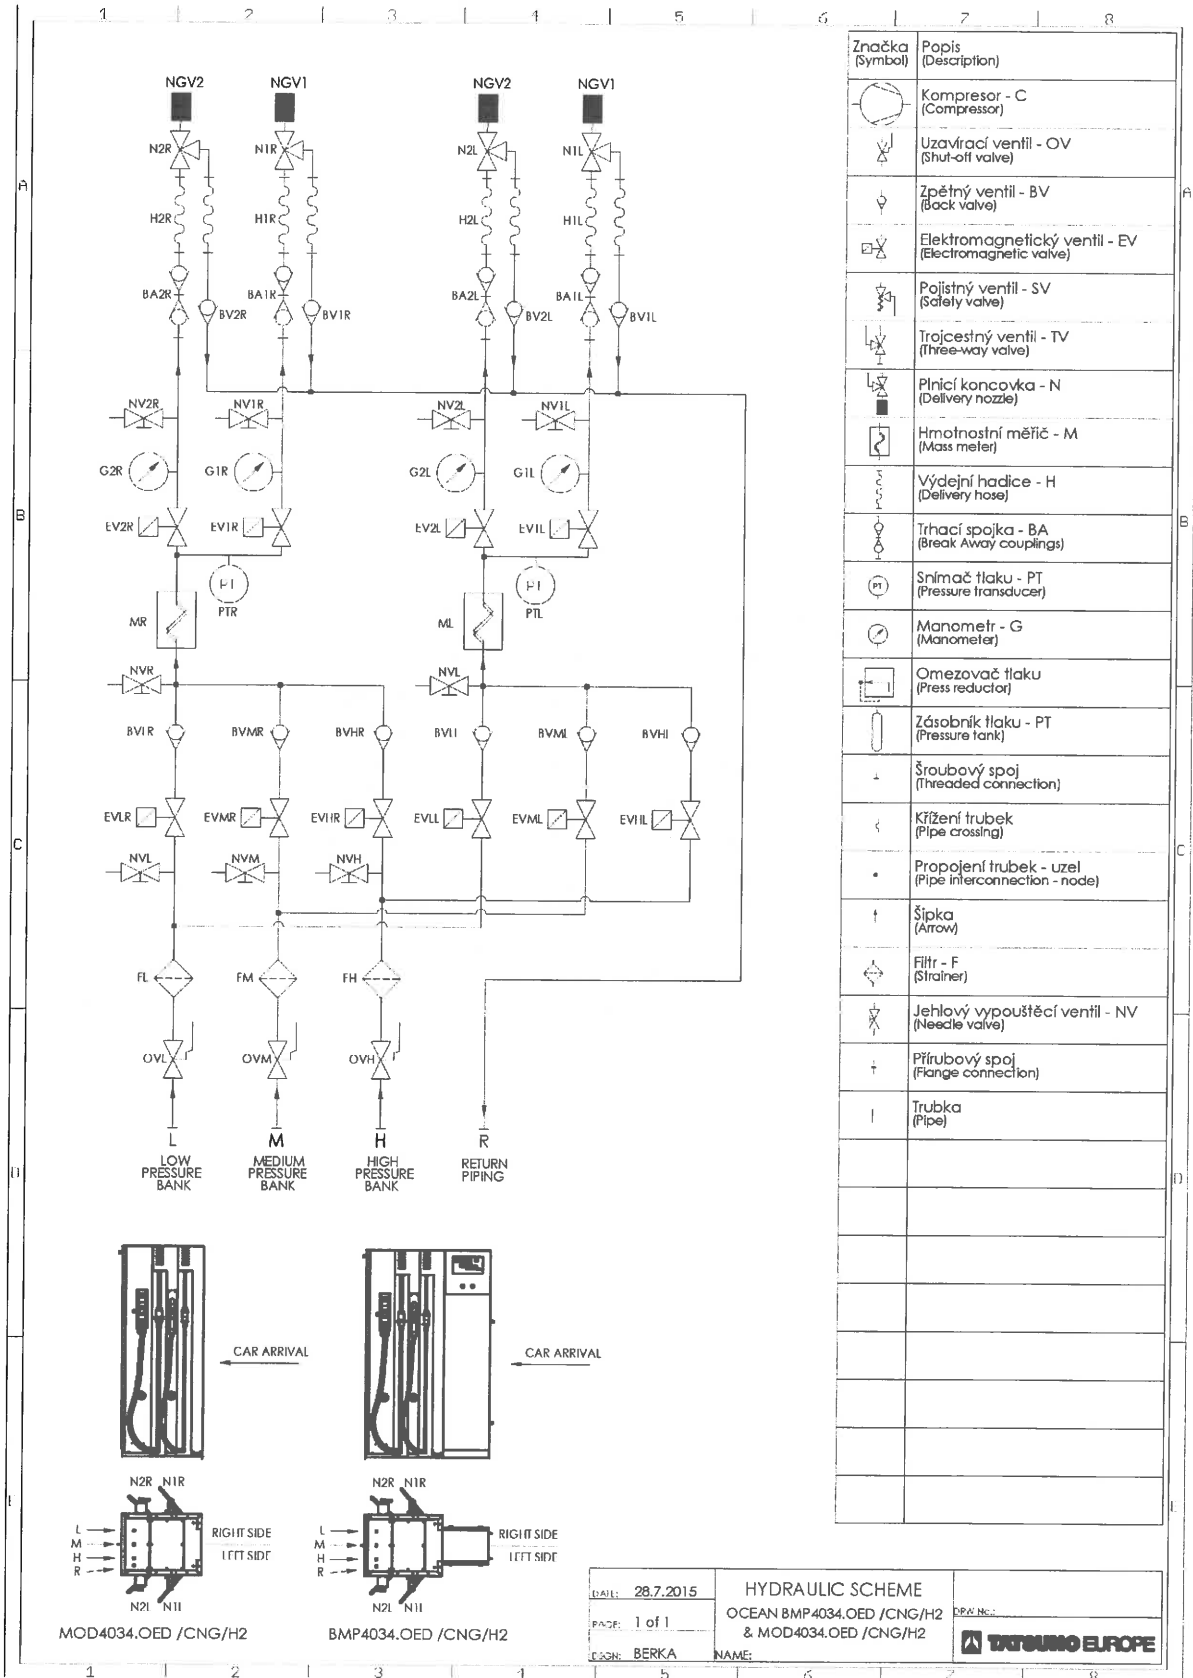 1 2 3 4 5 6 7 8
NGV2 NGV1 NGV2 NGV1
N2R N1R N2L N1L
A A
H2R H1R H2L H1L
BA2R BA1R BA2L BA1L
BV2R BV1R BV2L BV1L
NV2R NV1R NV2L NV1L
G2R G1R G2L G1L
B B
EV2R EV1R EV2L EV1L
PTR PTL
MR ML
NVR NVL
BVMR BVHR
EVLR EVMR EVHR EVLL EVML EVHL
C C
NVL NVM NVH
FL FM FH
OVL OVM OVH
L M H R
LOW
PRESSURE
BANK
MEDIUM
PRESSURE
BANK
HIGH
PRESSURE
BANK
RETURN
PIPING
D D
Značka
(Symbol)
Popis
(Description)
Kompresor - C
(Compressor)
Uzavírací ventil - OV
(Shut-off valve)
Zpětný ventil - BV
(Back valve)
Elektromagnetický ventil - EV
(Electromagnetic valve)
Pojistný ventil - SV
(Safety valve)
Trojcestný ventil - TV
(Three-way valve)
Plnicí koncovka - N
(Delivery nozzle)
Hmotnostní měřič - M
(Mass meter)
Výdejní hadice - H
(Delivery hose)
Trhací spojka - BA
(Break Away couplings)
PT
Snímač tlaku - PT
(Pressure transducer)
Manometr - G
(Manometer)
Omezovač tlaku
(Press reductor)
Zásobník tlaku - PT
(Pressure tank)
Šroubový spoj
(Threaded connection)
Křížení trubek
(Pipe crossing)
Propojení trubek - uzel
(Pipe interconnection - node)
Šipka
(Arrow)
Filtr - F
(Strainer)
Jehlový vypouštěcí ventil - NV
(Needle valve)
Přírubový spoj
(Flange connection)
Trubka
(Pipe)
CAR ARRIVAL CAR ARRIVAL
N2R N1R N2R N1R
L
M
H
R
RIGHT SIDE
LEFT SIDE
L
M
H
R
RIGHT SIDE
LEFT SIDE
N2L N2L
MOD4034.OED /CNG/H2 BMP4034.OED /CNG/H2
DATE: 28.7.2015
PAGE: 1 of 1
DSGN: BERKA
HYDRAULIC SCHEME
OCEAN BMP4034.OED /CNG/H2
& MOD4034.OED /CNG/H2
NAME:
DRW No.:
TATSUNO EUROPE
1 2 3 4 5 6 7 8